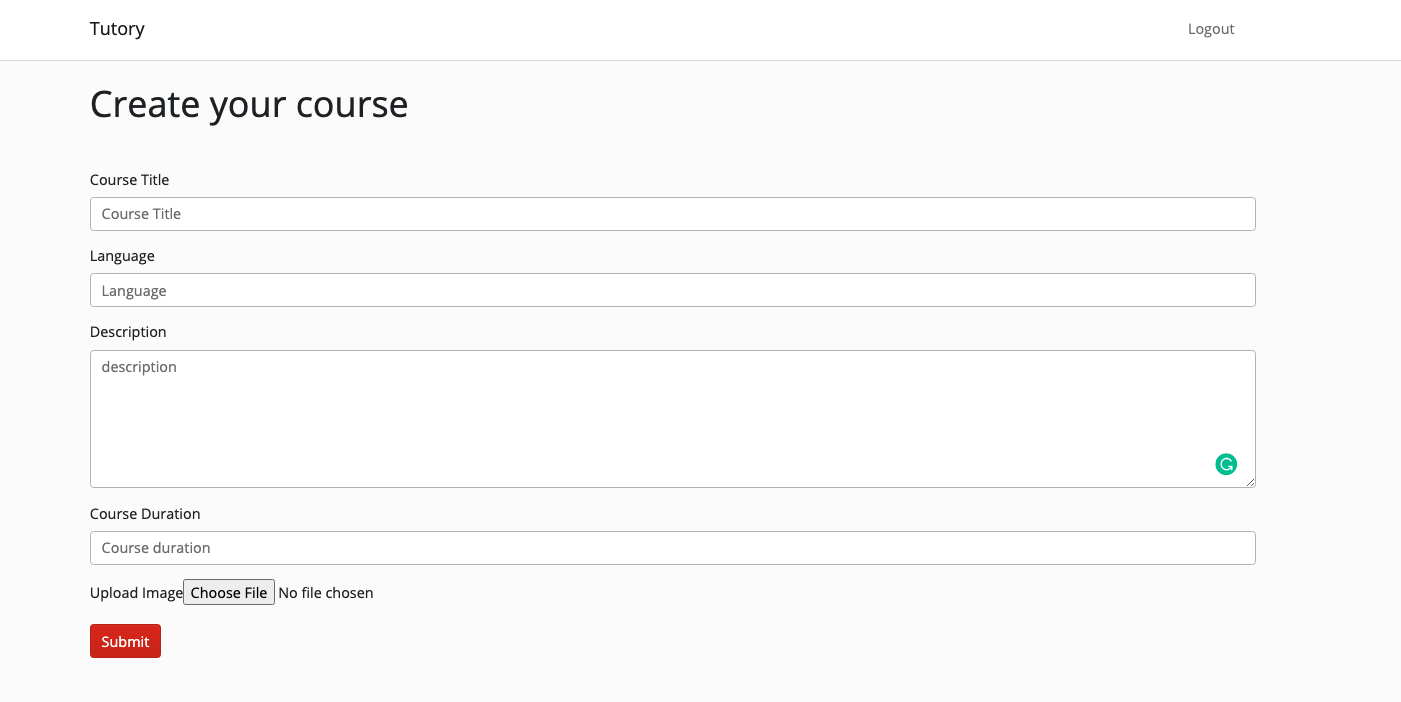 Tutory
Logout
Create your course
Course Title
Course Title
Language
Language
Description
description
Course Duration
Course duration
Upload Image Choose File No file chosen
Submit